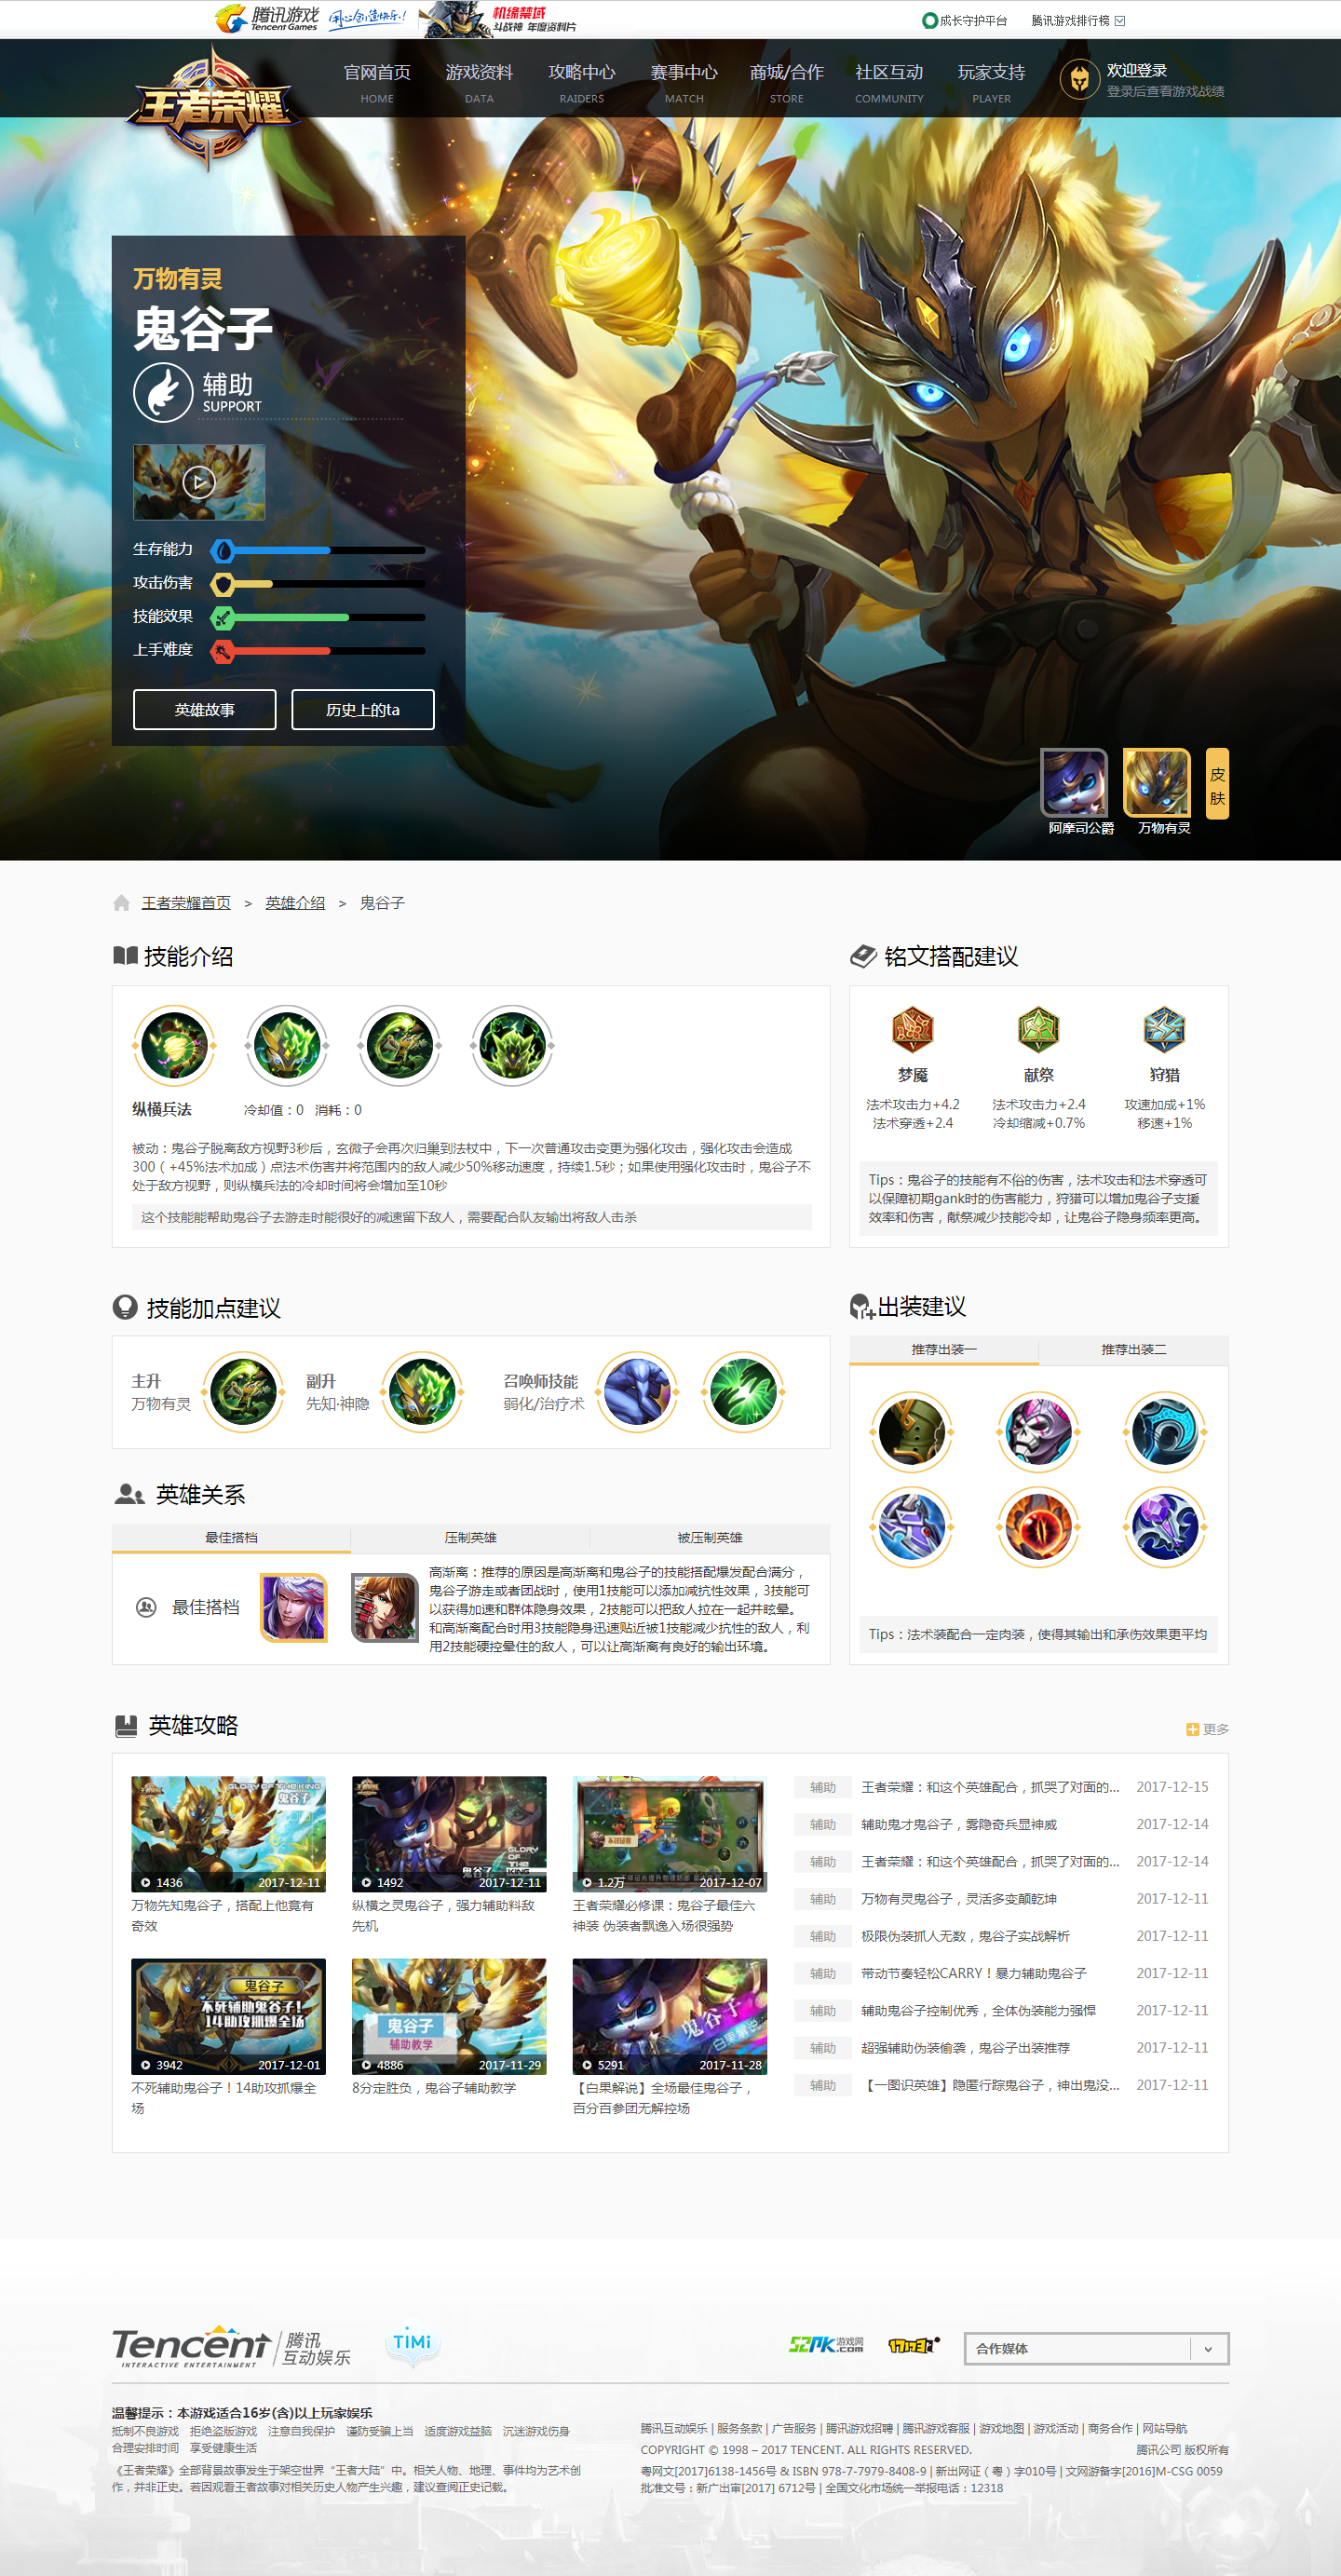 腾讯游戏
Tencent Games
用心创造快乐!
机缘禁域
斗战神 年度资料片
成长守护平台
腾讯游戏排行榜
王者荣耀
官网首页
HOME
游戏资料
DATA
攻略中心
RAIDERS
赛事中心
MATCH
商城/合作
STORE
社区互动
COMMUNITY
玩家支持
PLAYER
欢迎登录
登录后查看游戏战绩
万物有灵
鬼谷子
辅助
SUPPORT
生存能力
攻击伤害
技能效果
上手难度
英雄故事
历史上的ta
阿摩司公爵
万物有灵
皮肤
王者荣耀首页 > 英雄介绍 > 鬼谷子
技能介绍
纵横兵法
冷却值：0 消耗：0
被动：鬼谷子脱离敌方视野3秒后，玄微子会再次归巢到法杖中，下一次普通攻击变更为强化攻击，强化攻击会造成
300（+45%法术加成）点法术伤害并将范围内的敌人减少50%移动速度，持续1.5秒；如果使用强化攻击时，鬼谷子不
处于敌方视野，则纵横兵法的冷却时间将会增加至10秒
这个技能能帮助鬼谷子去游走时能很好的减速留下敌人，需要配合队友输出将敌人击杀
铭文搭配建议
梦魇
法术攻击力+4.2
法术穿透+2.4
献祭
法术攻击力+2.4
冷却缩减+0.7%
狩猎
攻速加成+1%
移速+1%
Tips：鬼谷子的技能有不俗的伤害，法术攻击和法术穿透可
以保障初期gank时的伤害能力，狩猎可以增加鬼谷子支援
效率和伤害，献祭减少技能冷却，让鬼谷子隐身频率更高。
技能加点建议
主升
万物有灵
副升
先知·神隐
召唤师技能
弱化/治疗术
出装建议
推荐出装一
推荐出装二
Tips：法术装配合一定肉装，使得其输出和承伤效果更平均
英雄关系
最佳搭档
压制英雄
被压制英雄
最佳搭档
高渐离：推荐的原因是高渐离和鬼谷子的技能搭配爆发配合满分，
鬼谷子游走或者团战时，使用1技能可以添加减抗性效果，3技能可
以获得加速和群体隐身效果，2技能可以把敌人拉在一起并眩晕。
和高渐离配合时用3技能隐身迅速贴近被1技能减少抗性的敌人，利
用2技能硬控晕住的敌人，可以让高渐离有良好的输出环境。
英雄攻略
更多
GLORY OF THE KING
鬼谷子
1436 2017-12-11
万物先知鬼谷子，搭配上他竟有
奇效
GLORY
OF
THE
KING
鬼谷子
1492 2017-12-11
纵横之灵鬼谷子，强力辅助料敌
先机
1.2万 2017-12-07
王者荣耀必修课：鬼谷子最佳六
神装 伪装者飘逸入场很强势
鬼谷子
不死辅助鬼谷子!
14助攻抓爆全场
3942 2017-12-01
不死辅助鬼谷子！14助攻抓爆全
场
鬼谷子
辅助教学
4886 2017-11-29
8分定胜负，鬼谷子辅助教学
鬼谷子
白果解说
5291 2017-11-28
【白果解说】全场最佳鬼谷子，
百分百参团无解控场
辅助 王者荣耀：和这个英雄配合，抓哭了对面的... 2017-12-15
辅助 辅助鬼才鬼谷子，雾隐奇兵显神威 2017-12-14
辅助 王者荣耀：和这个英雄配合，抓哭了对面的... 2017-12-14
辅助 万物有灵鬼谷子，灵活多变颠乾坤 2017-12-11
辅助 极限伪装抓人无数，鬼谷子实战解析 2017-12-11
辅助 带动节奏轻松CARRY！暴力辅助鬼谷子 2017-12-11
辅助 辅助鬼谷子控制优秀，全体伪装能力强悍 2017-12-11
辅助 超强辅助伪装偷袭，鬼谷子出装推荐 2017-12-11
辅助 【一图识英雄】隐匿行踪鬼谷子，神出鬼没... 2017-12-11
Tencent 腾讯
INTERACTIVE ENTERTAINMENT 互动娱乐
TiMi
52PK游戏网
.com
17173
合作媒体
温馨提示：本游戏适合16岁(含)以上玩家娱乐
抵制不良游戏 拒绝盗版游戏 注意自我保护 谨防受骗上当 适度游戏益脑 沉迷游戏伤身
合理安排时间 享受健康生活
《王者荣耀》全部背景故事发生于架空世界“王者大陆”中。相关人物、地理、事件均为艺术创
作，并非正史。若因观看王者故事对相关历史人物产生兴趣，建议查阅正史记载。
腾讯互动娱乐 | 服务条款 | 广告服务 | 腾讯游戏招聘 | 腾讯游戏客服 | 游戏地图 | 游戏活动 | 商务合作 | 网站导航
COPYRIGHT © 1998 – 2017 TENCENT. ALL RIGHTS RESERVED. 腾讯公司 版权所有
粤网文[2017]6138-1456号 & ISBN 978-7-7979-8408-9 | 新出网证（粤）字010号 | 文网游备字[2016]M-CSG 0059
批准文号：新广出审[2017] 6712号 | 全国文化市场统一举报电话：12318